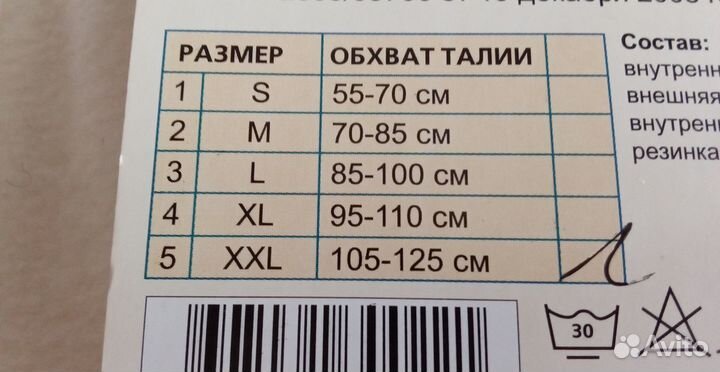 РАЗМЕР ОБХВАТ ТАЛИИ
1 S 55-70 см
2 M 70-85 см
3 L 85-100 см
4 XL 95-110 см
5 XXL 105-125 см
Состав:
внутренн
внешняя
внутренн
резинка
30
Avito